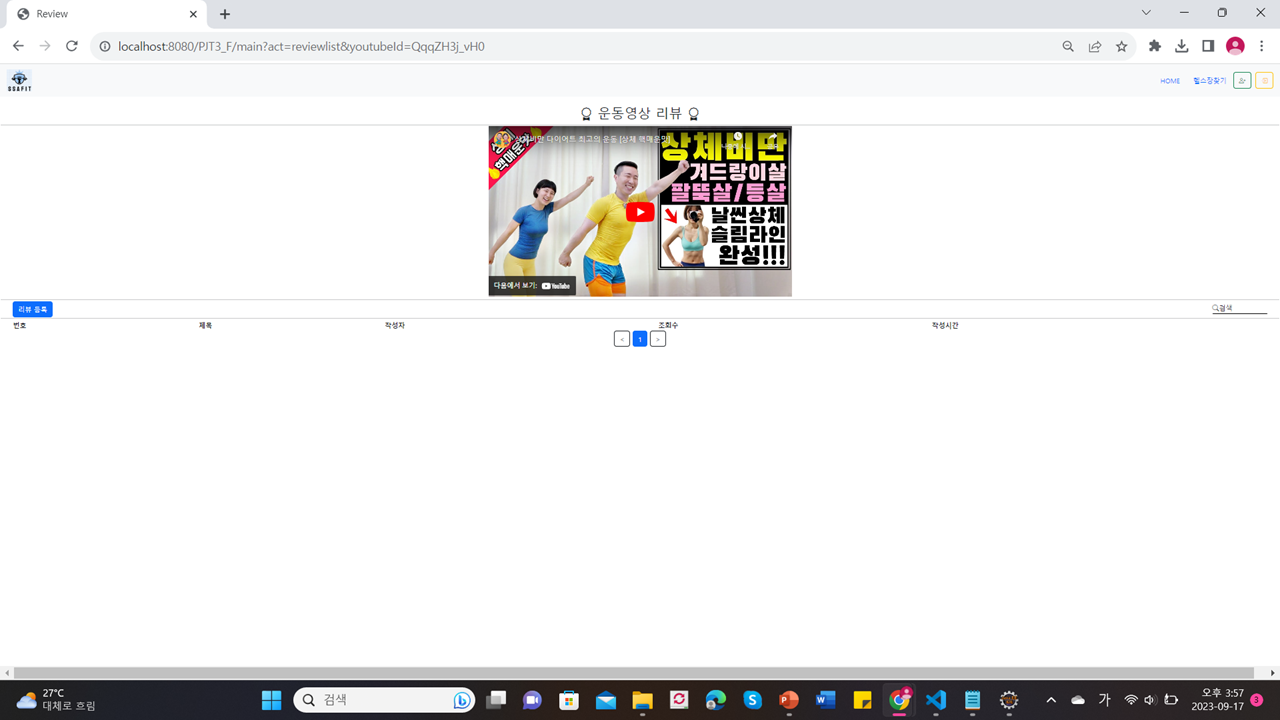 Review
localhost:8080/PJT3_F/main?act=reviewlist&youtubeId=QqqZH3j_vH0
SSAFIT
HOME 헬스장찾기
운동영상 리뷰
상체비만 다이어트 최고의 운동 [상체 핵매운맛]
상체비만
겨드랑이살
팔뚝살/등살
날씬상체
슬림라인
완성!!!
다음에서 보기: YouTube
리뷰 등록
검색
번호 제목 작성자 조회수 작성시간
< 1 >
27°C
대체로 흐림
검색
가
오후 3:57
2023-09-17
3